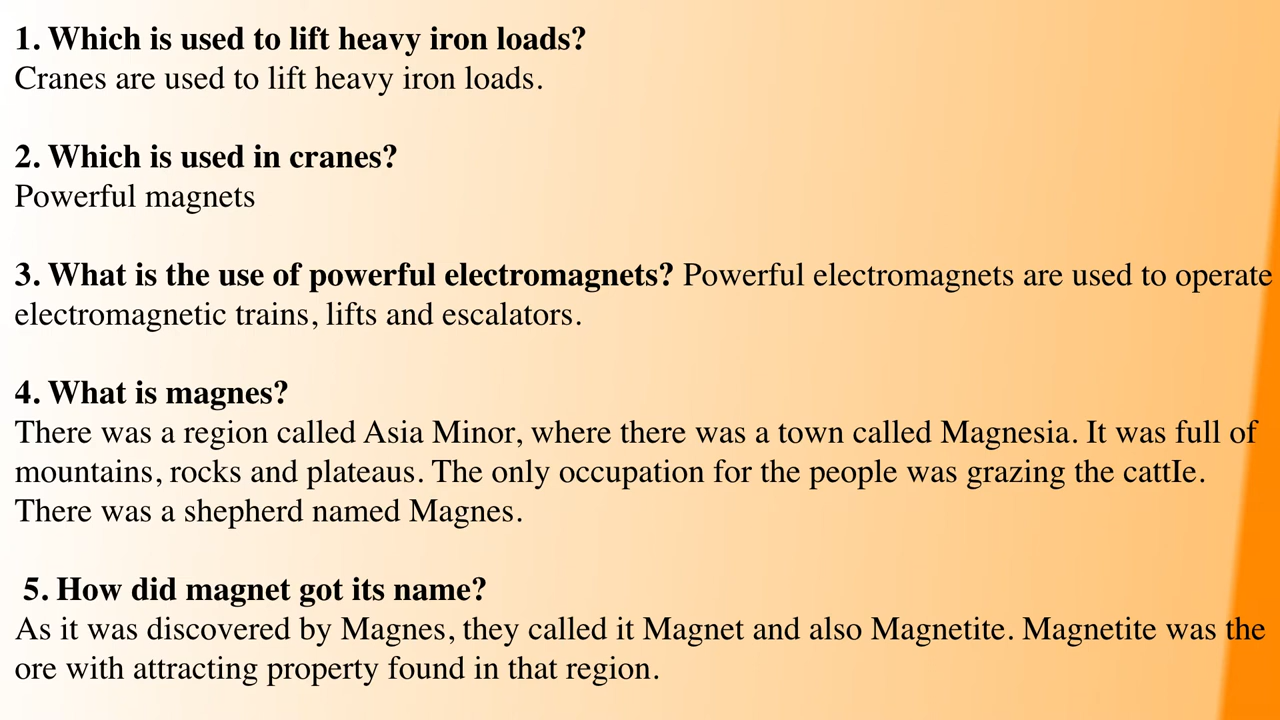 1. Which is used to lift heavy iron loads?
Cranes are used to lift heavy iron loads.
2. Which is used in cranes?
Powerful magnets
3. What is the use of powerful electromagnets? Powerful electromagnets are used to operate
electromagnetic trains, lifts and escalators.
4. What is magnes?
There was a region called Asia Minor, where there was a town called Magnesia. It was full of
mountains, rocks and plateaus. The only occupation for the people was grazing the cattIe.
There was a shepherd named Magnes.
5. How did magnet got its name?
As it was discovered by Magnes, they called it Magnet and also Magnetite. Magnetite was the
ore with attracting property found in that region.